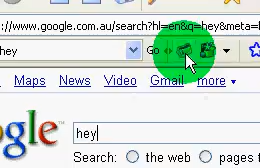 //www.google.com.au/search?hl=en&q=hey&meta=
hey Go
Maps News Video Gmail more
ogle™
hey
Search: the web pages